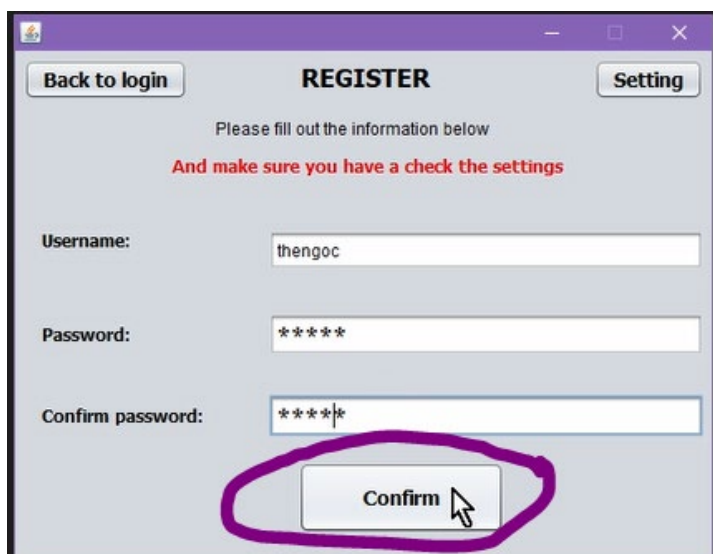 Back to login REGISTER Setting
Please fill out the information below
And make sure you have a check the settings
Username: thengoc
Password: *****
Confirm password: *****
Confirm